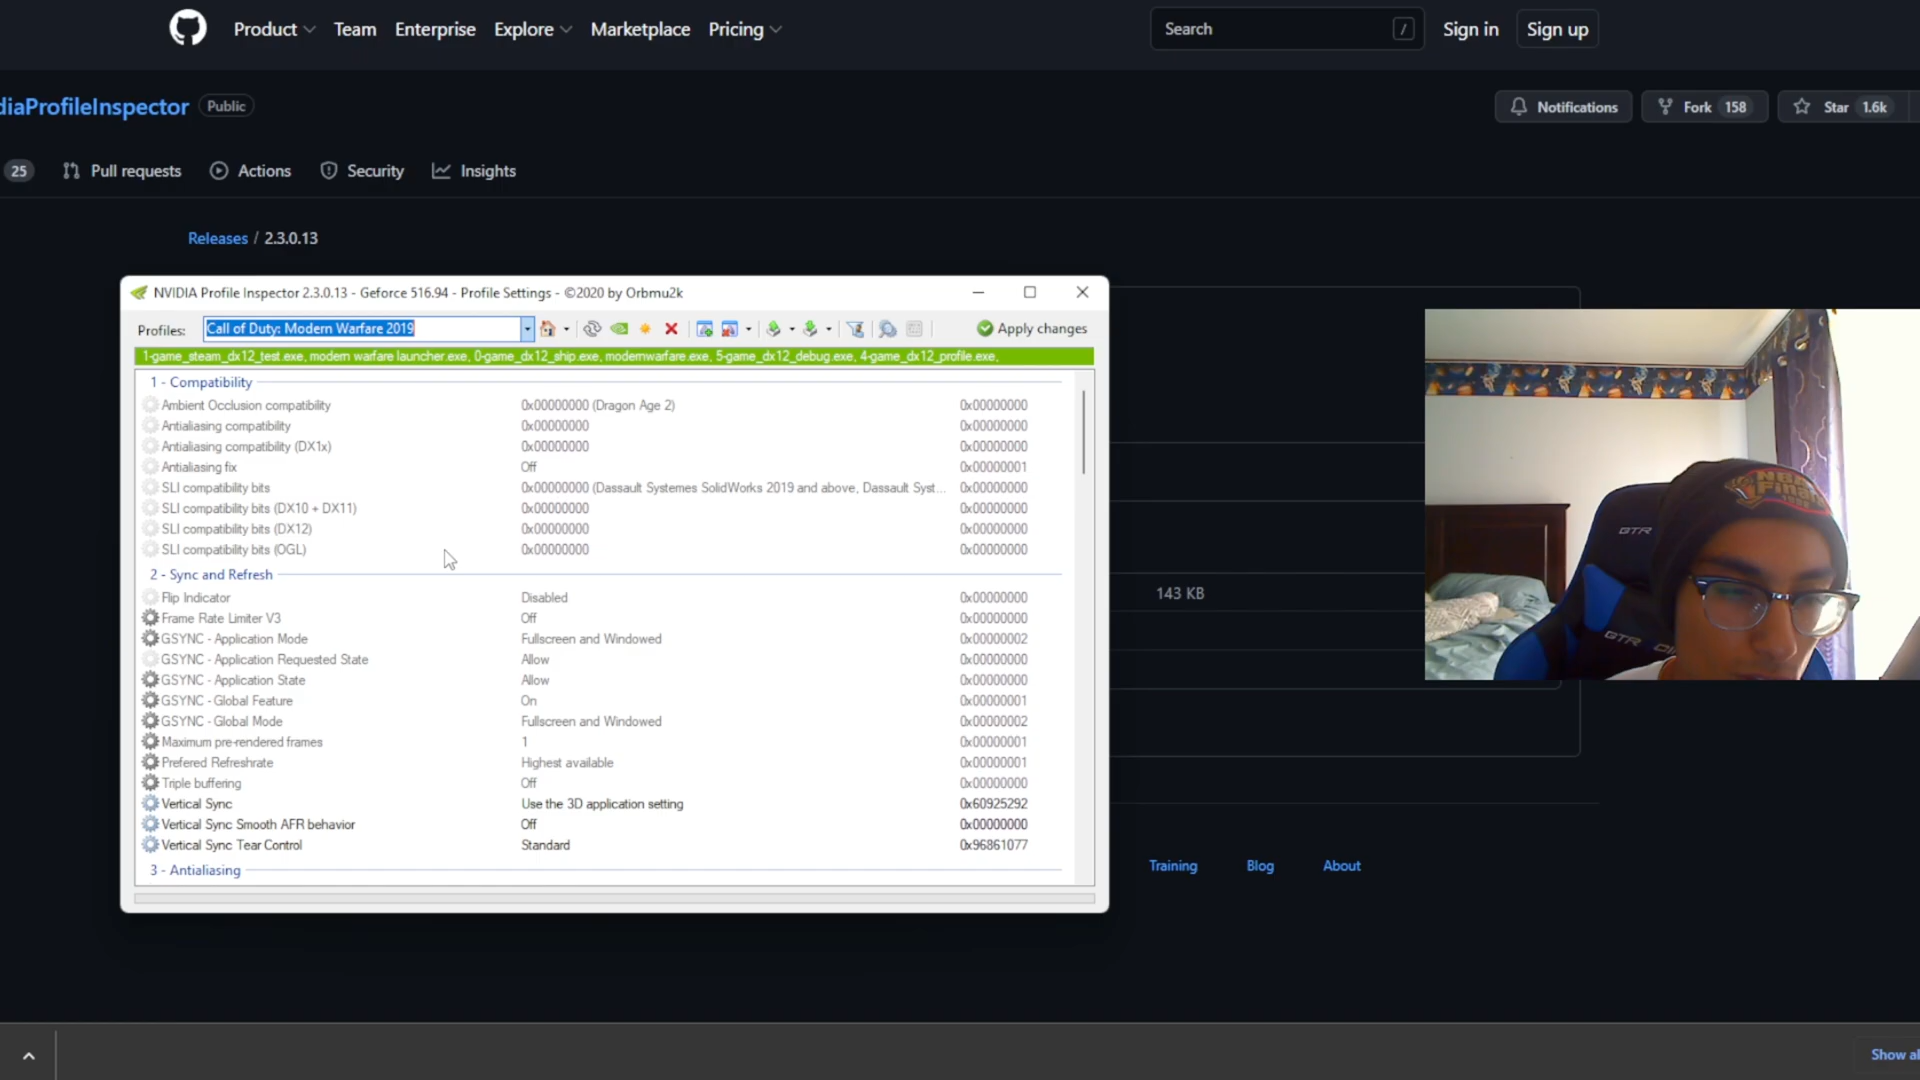 Product Team Enterprise Explore Marketplace Pricing Search / Sign in Sign up
diaProfileInspector Public Notifications Fork 158 Star 1.6k
25 Pull requests Actions Security Insights
Releases / 2.3.0.13
NVIDIA Profile Inspector 2.3.0.13 - Geforce 516.94 - Profile Settings - ©2020 by Orbmu2k
Profiles: Call of Duty: Modern Warfare 2019 Apply changes
1-game_steam_dx12_test.exe, modern warfare launcher.exe, 0-game_dx12_ship.exe, modernwarfare.exe, 5-game_dx12_debug.exe, 4-game_dx12_profile.exe,
1 - Compatibility
Ambient Occlusion compatibility 0x00000000 (Dragon Age 2) 0x00000000
Antialiasing compatibility 0x00000000 0x00000000
Antialiasing compatibility (DX1x) 0x00000000 0x00000000
Antialiasing fix Off 0x00000001
SLI compatibility bits 0x00000000 (Dassault Systemes SolidWorks 2019 and above, Dassault Syst... 0x00000000
SLI compatibility bits (DX10 + DX11) 0x00000000 0x00000000
SLI compatibility bits (DX12) 0x00000000 0x00000000
SLI compatibility bits (OGL) 0x00000000 0x00000000
2 - Sync and Refresh
Flip Indicator Disabled 0x00000000
Frame Rate Limiter V3 Off 0x00000000
GSYNC - Application Mode Fullscreen and Windowed 0x00000002
GSYNC - Application Requested State Allow 0x00000000
GSYNC - Application State Allow 0x00000000
GSYNC - Global Feature On 0x00000001
GSYNC - Global Mode Fullscreen and Windowed 0x00000002
Maximum pre-rendered frames 1 0x00000001
Prefered Refreshrate Highest available 0x00000001
Triple buffering Off 0x00000000
Vertical Sync Use the 3D application setting 0x60925292
Vertical Sync Smooth AFR behavior Off 0x00000000
Vertical Sync Tear Control Standard 0x96861077
3 - Antialiasing
143 KB
NBA
GTR
GTR
Training Blog About
Show al